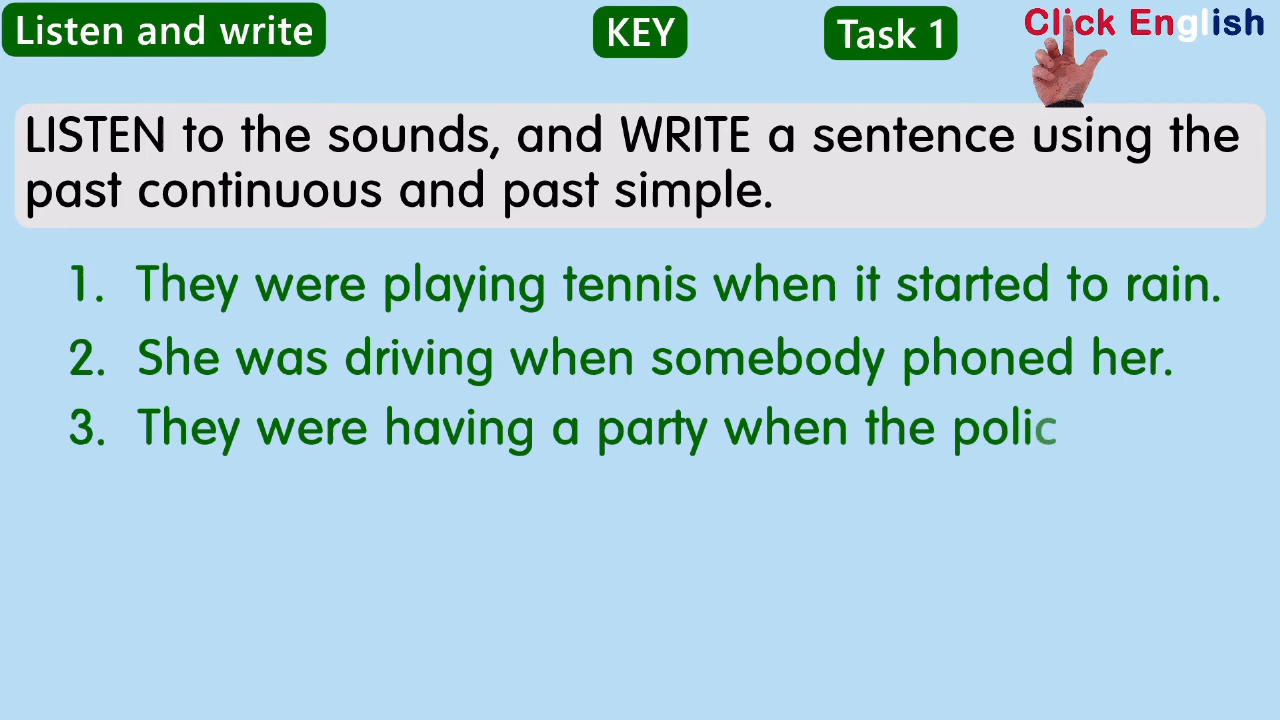 Listen and write
KEY
Task 1
Click English
LISTEN to the sounds, and WRITE a sentence using the
past continuous and past simple.
1. They were playing tennis when it started to rain.
2. She was driving when somebody phoned her.
3. They were having a party when the polic